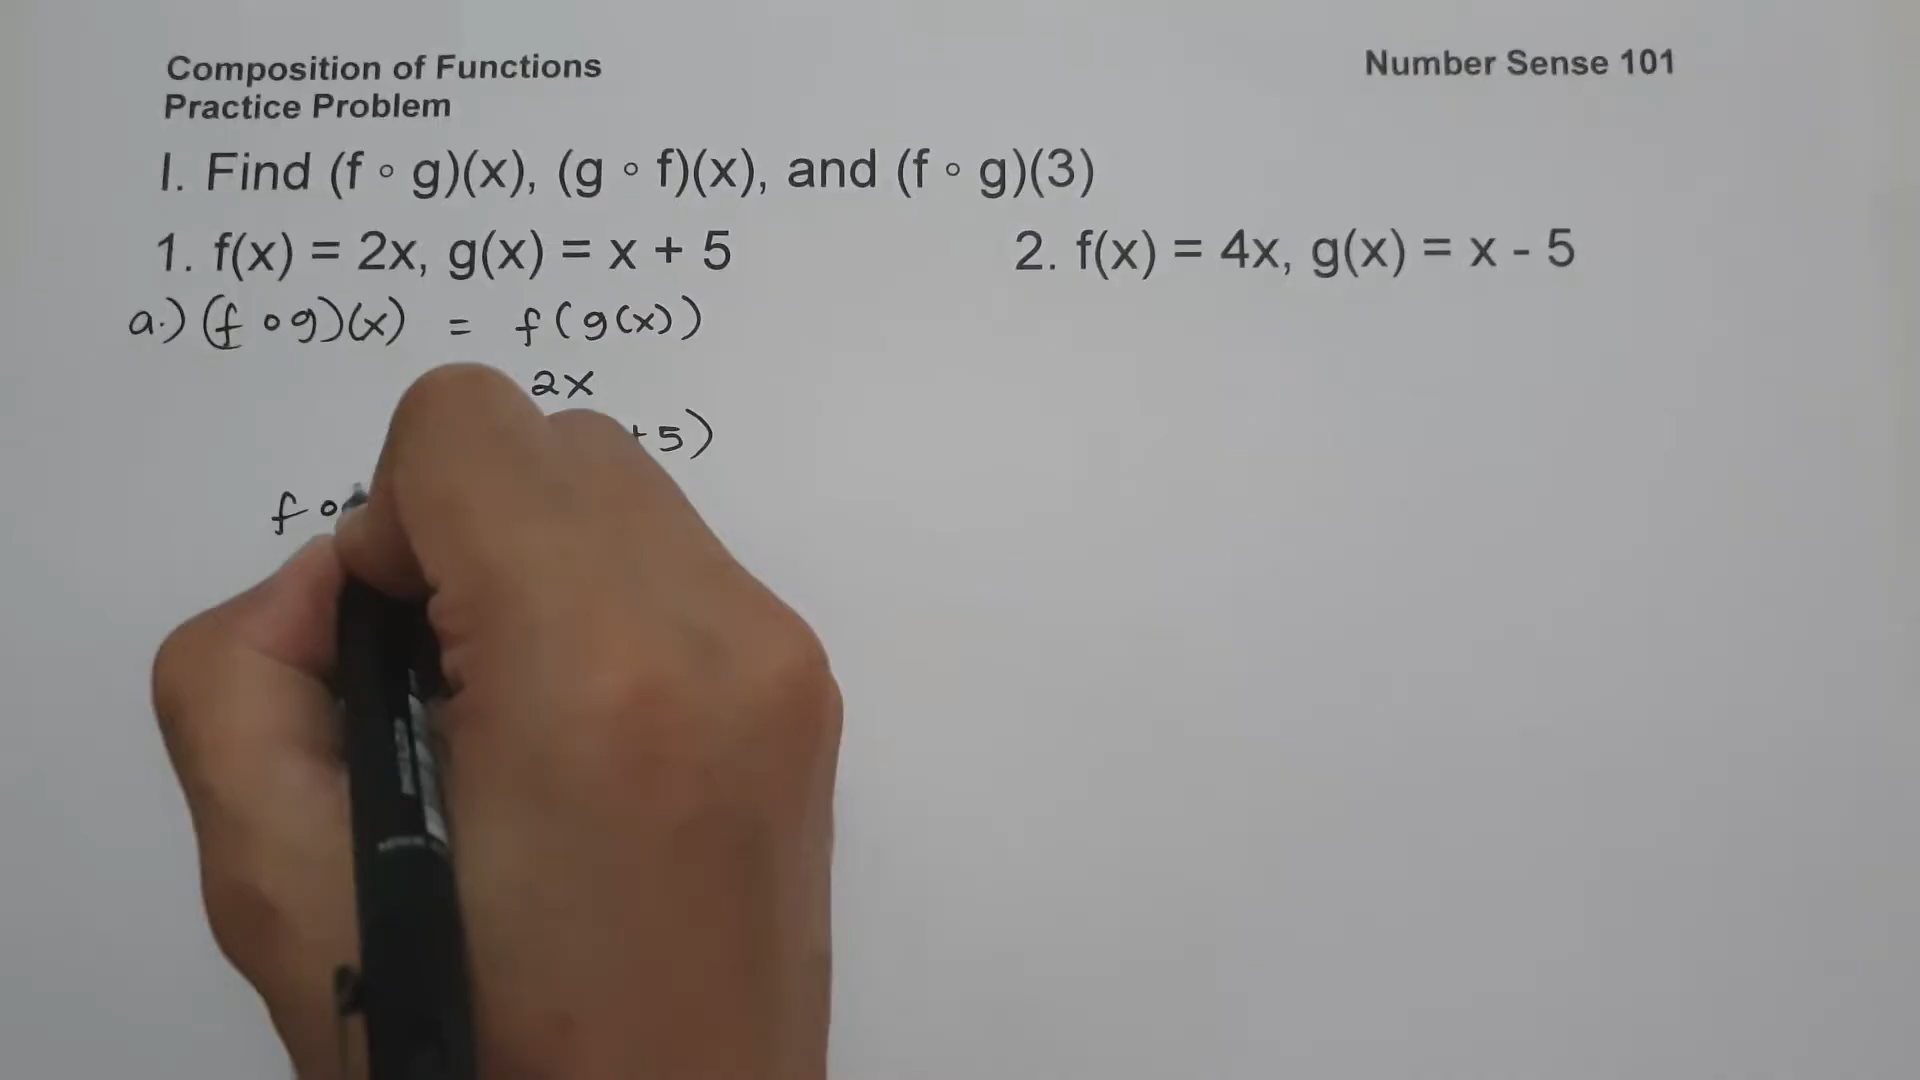 Composition of Functions
Number Sense 101
Practice Problem
I. Find (f ∘ g)(x), (g ∘ f)(x), and (f ∘ g)(3)
1. f(x) = 2x, g(x) = x + 5
2. f(x) = 4x, g(x) = x - 5
a.) (f ∘ g)(x) = f(g(x))
2x
+5)
f ∘